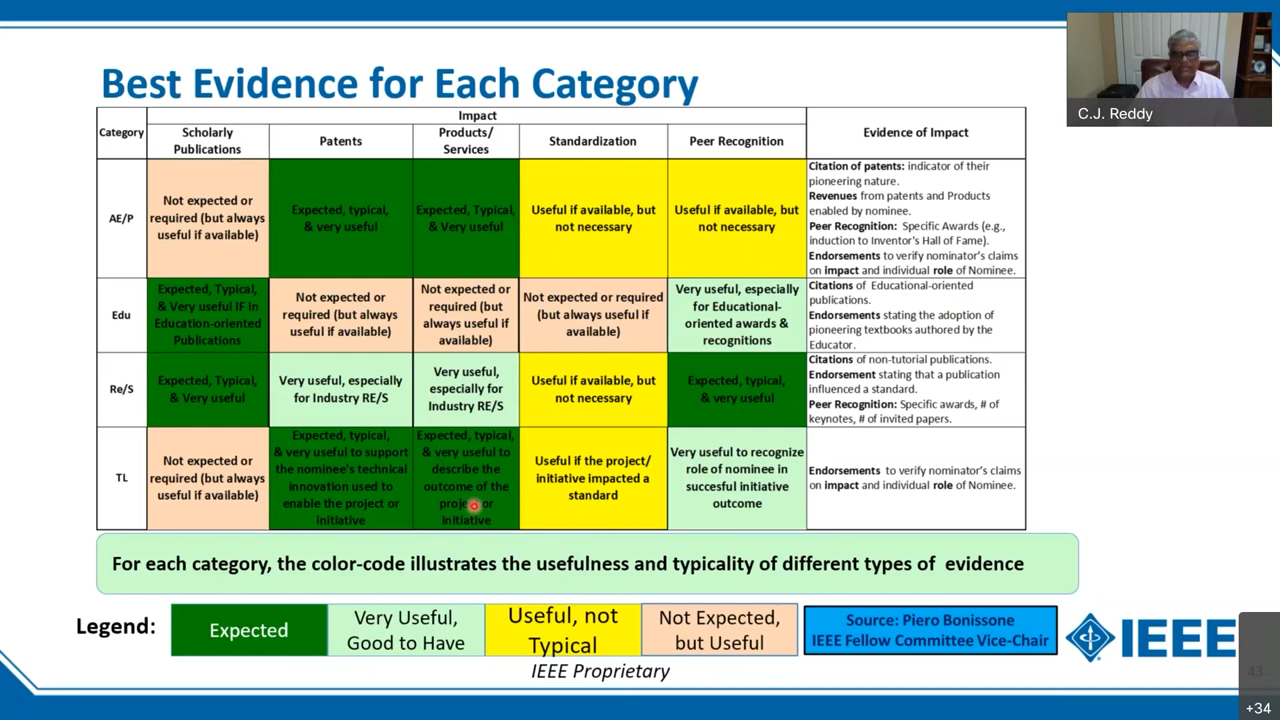 Best Evidence for Each Category
C.J. Reddy
Category
Impact
Scholarly
Publications
Patents
Products/
Services
Standardization
Peer Recognition
Evidence of Impact
AE/P
Not expected or
required (but always
useful if available)
Expected, typical,
& very useful
Expected, Typical,
& Very useful
Useful if available, but
not necessary
Useful if available, but
not necessary
Citation of patents: indicator of their
pioneering nature.
Revenues from patents and Products
enabled by nominee.
Peer Recognition: Specific Awards (e.g.,
induction to Inventor's Hall of Fame).
Endorsements to verify nominator's claims
on impact and individual role of Nominee.
Edu
Expected, Typical,
& Very useful IF in
Education-oriented
Publications
Not expected or
required (but always
useful if available)
Not expected or
required (but
always useful if
available)
Not expected or required
(but always useful if
available)
Very useful, especially
for Educational-
oriented awards &
recognitions
Citations of Educational-oriented
publications.
Endorsements stating the adoption of
pioneering textbooks authored by the
Educator.
Re/S
Expected, Typical,
& Very useful
Very useful, especially
for Industry RE/S
Very useful,
especially for
Industry RE/S
Useful if available, but
not necessary
Expected, typical,
& very useful
Citations of non-tutorial publications.
Endorsement stating that a publication
influenced a standard.
Peer Recognition: Specific awards, # of
keynotes, # of invited papers.
TL
Not expected or
required (but always
useful if available)
Expected, typical,
& very useful to support
the nominee's technical
innovation used to
enable the project or
initiative
Expected, typical,
& very useful to
describe the
outcome of the
project or
initiative
Useful if the project/
initiative impacted a
standard
Very useful to recognize
role of nominee in
succesful initiative
outcome
Endorsements to verify nominator's claims
on impact and individual role of Nominee.
For each category, the color-code illustrates the usefulness and typicality of different types of evidence
Legend:
Expected
Very Useful,
Good to Have
Useful, not
Typical
Not Expected,
but Useful
Source: Piero Bonissone
IEEE Fellow Committee Vice-Chair
IEEE
IEEE Proprietary
43
+34